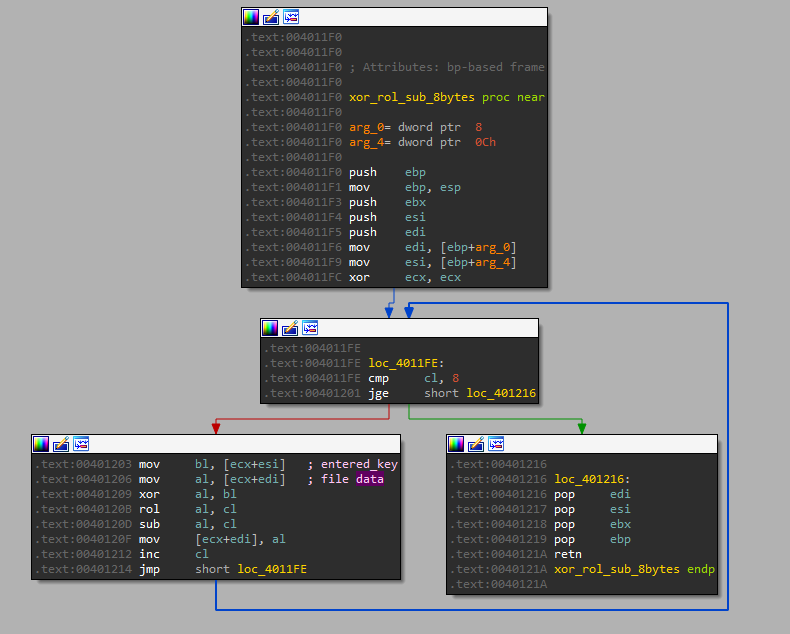 .text:004011F0
.text:004011F0
.text:004011F0 ; Attributes: bp-based frame
.text:004011F0
.text:004011F0 xor_rol_sub_8bytes proc near
.text:004011F0
.text:004011F0 arg_0= dword ptr  8
.text:004011F0 arg_4= dword ptr  0Ch
.text:004011F0
.text:004011F0 push    ebp
.text:004011F1 mov     ebp, esp
.text:004011F3 push    ebx
.text:004011F4 push    esi
.text:004011F5 push    edi
.text:004011F6 mov     edi, [ebp+arg_0]
.text:004011F9 mov     esi, [ebp+arg_4]
.text:004011FC xor     ecx, ecx
.text:004011FE
.text:004011FE loc_4011FE:
.text:004011FE cmp     cl, 8
.text:00401201 jge     short loc_401216
.text:00401203 mov     bl, [ecx+esi]   ; entered_key
.text:00401206 mov     al, [ecx+edi]   ; file data
.text:00401209 xor     al, bl
.text:0040120B rol     al, cl
.text:0040120D sub     al, cl
.text:0040120F mov     [ecx+edi], al
.text:00401212 inc     cl
.text:00401214 jmp     short loc_4011FE
.text:00401216
.text:00401216 loc_401216:
.text:00401216 pop     edi
.text:00401217 pop     esi
.text:00401218 pop     ebx
.text:00401219 pop     ebp
.text:0040121A retn
.text:0040121A xor_rol_sub_8bytes endp
.text:0040121A